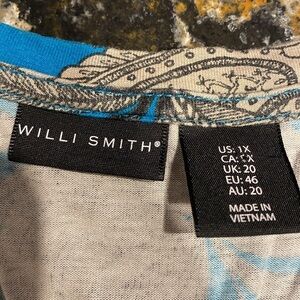 WILLI SMITH®
US: 1X
CA: 1X
UK: 20
EU: 46
AU: 20
MADE IN
VIETNAM